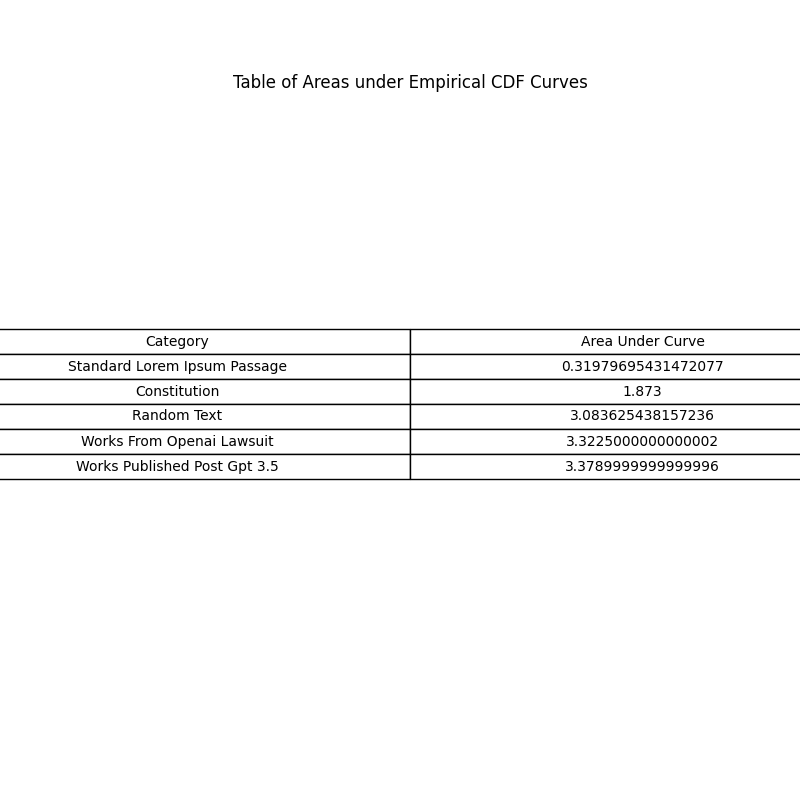 Table of Areas under Empirical CDF Curves
Category Area Under Curve
Standard Lorem Ipsum Passage 0.31979695431472077
Constitution 1.873
Random Text 3.083625438157236
Works From Openai Lawsuit 3.3225000000000002
Works Published Post Gpt 3.5 3.3789999999999996